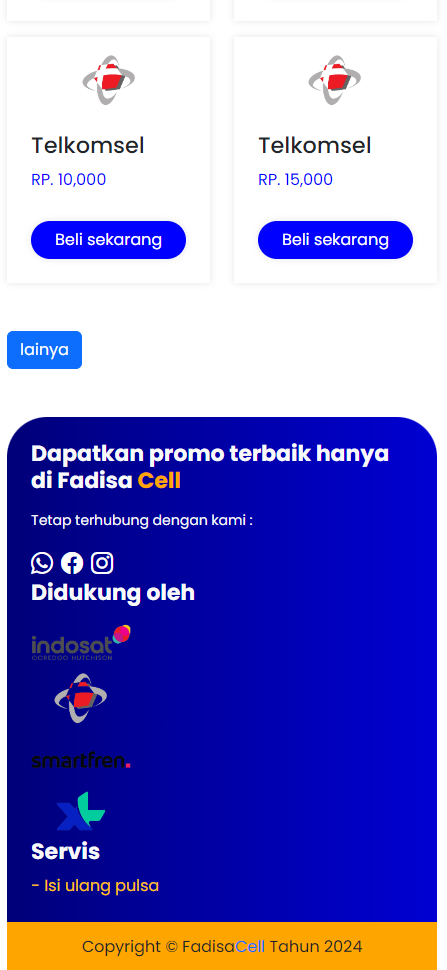 Telkomsel Telkomsel
RP. 10,000 RP. 15,000
Beli sekarang Beli sekarang
lainya
Dapatkan promo terbaik hanya
di Fadisa Cell
Tetap terhubung dengan kami :
Didukung oleh
indosat
OOREDOO HUTCHISON
smartfren.
XL
Servis
- Isi ulang pulsa
Copyright © FadisaCell Tahun 2024